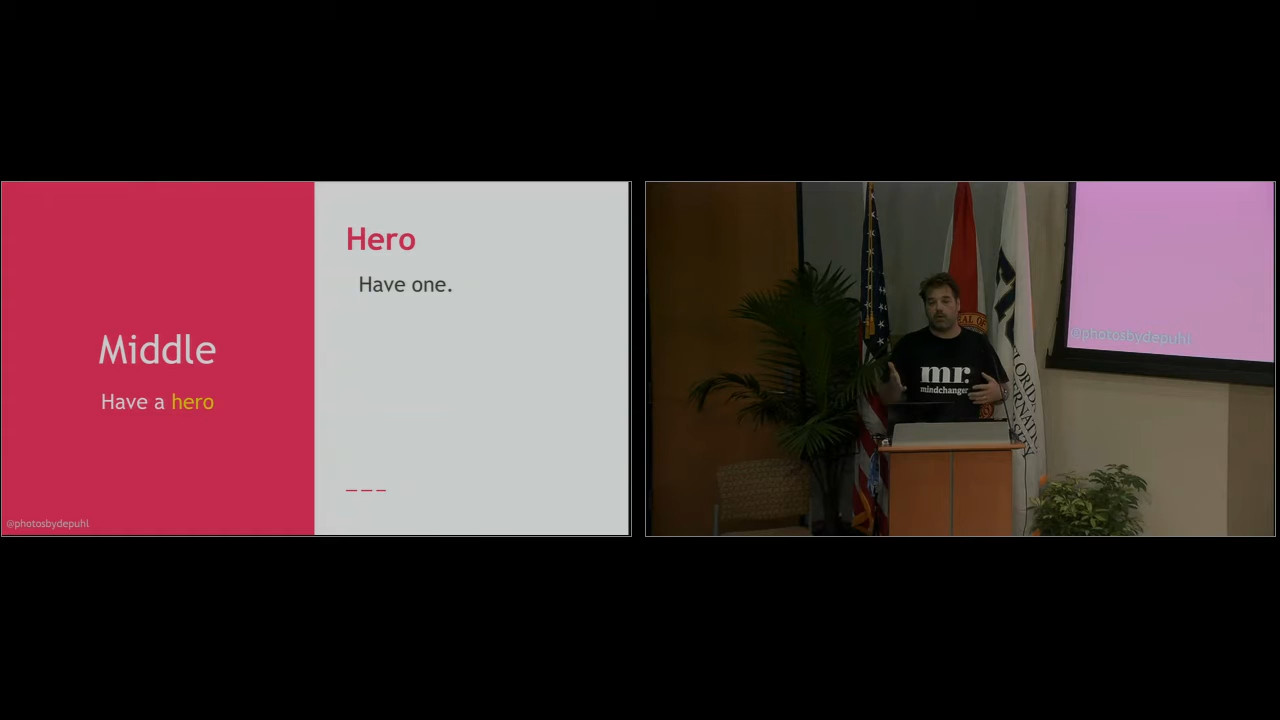 Middle
Have a hero
@photosbydepuhl
Hero
Have one.
@photosbydepuhl
mr.
mindchanger